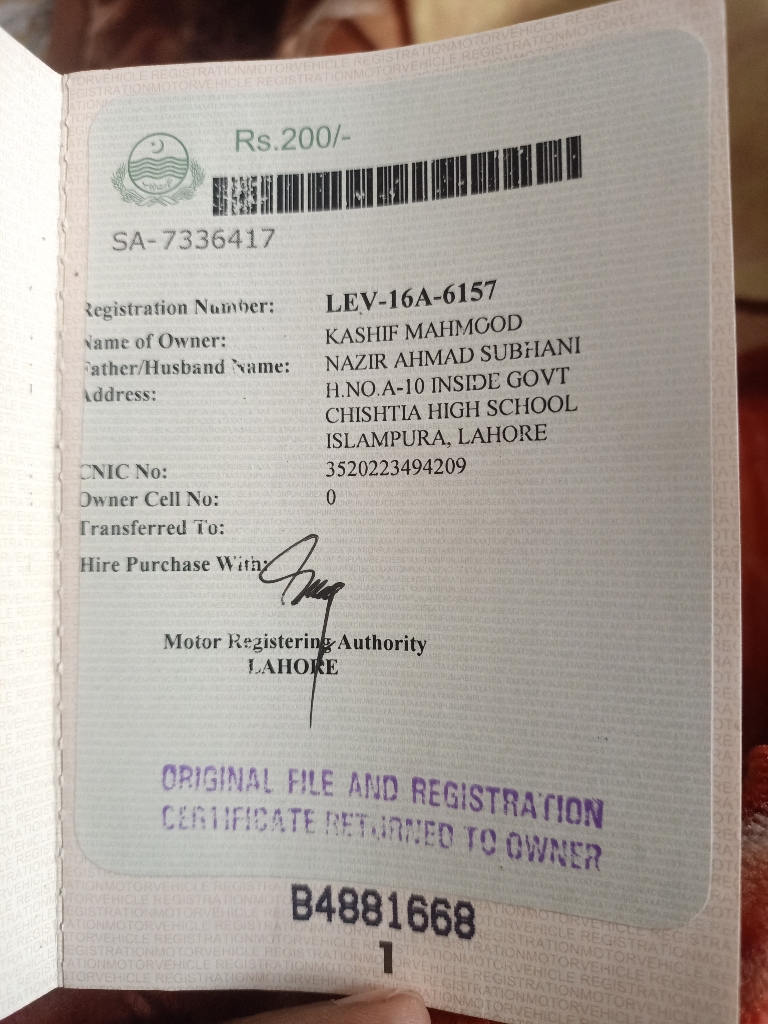 Rs.200/-
SA-7336417
Registration Number: LEV-16A-6157
Name of Owner: KASHIF MAHMOOD
Father/Husband Name: NAZIR AHMAD SUBHANI
Address: H.NO.A-10 INSIDE GOVT
CHISHTIA HIGH SCHOOL
ISLAMPURA, LAHORE
CNIC No: 3520223494209
Owner Cell No: 0
Transferred To:
Hire Purchase With:
Motor Registering Authority
LAHORE
ORIGINAL FILE AND REGISTRATION
CERTIFICATE RETURNED TO OWNER
B4881668
1